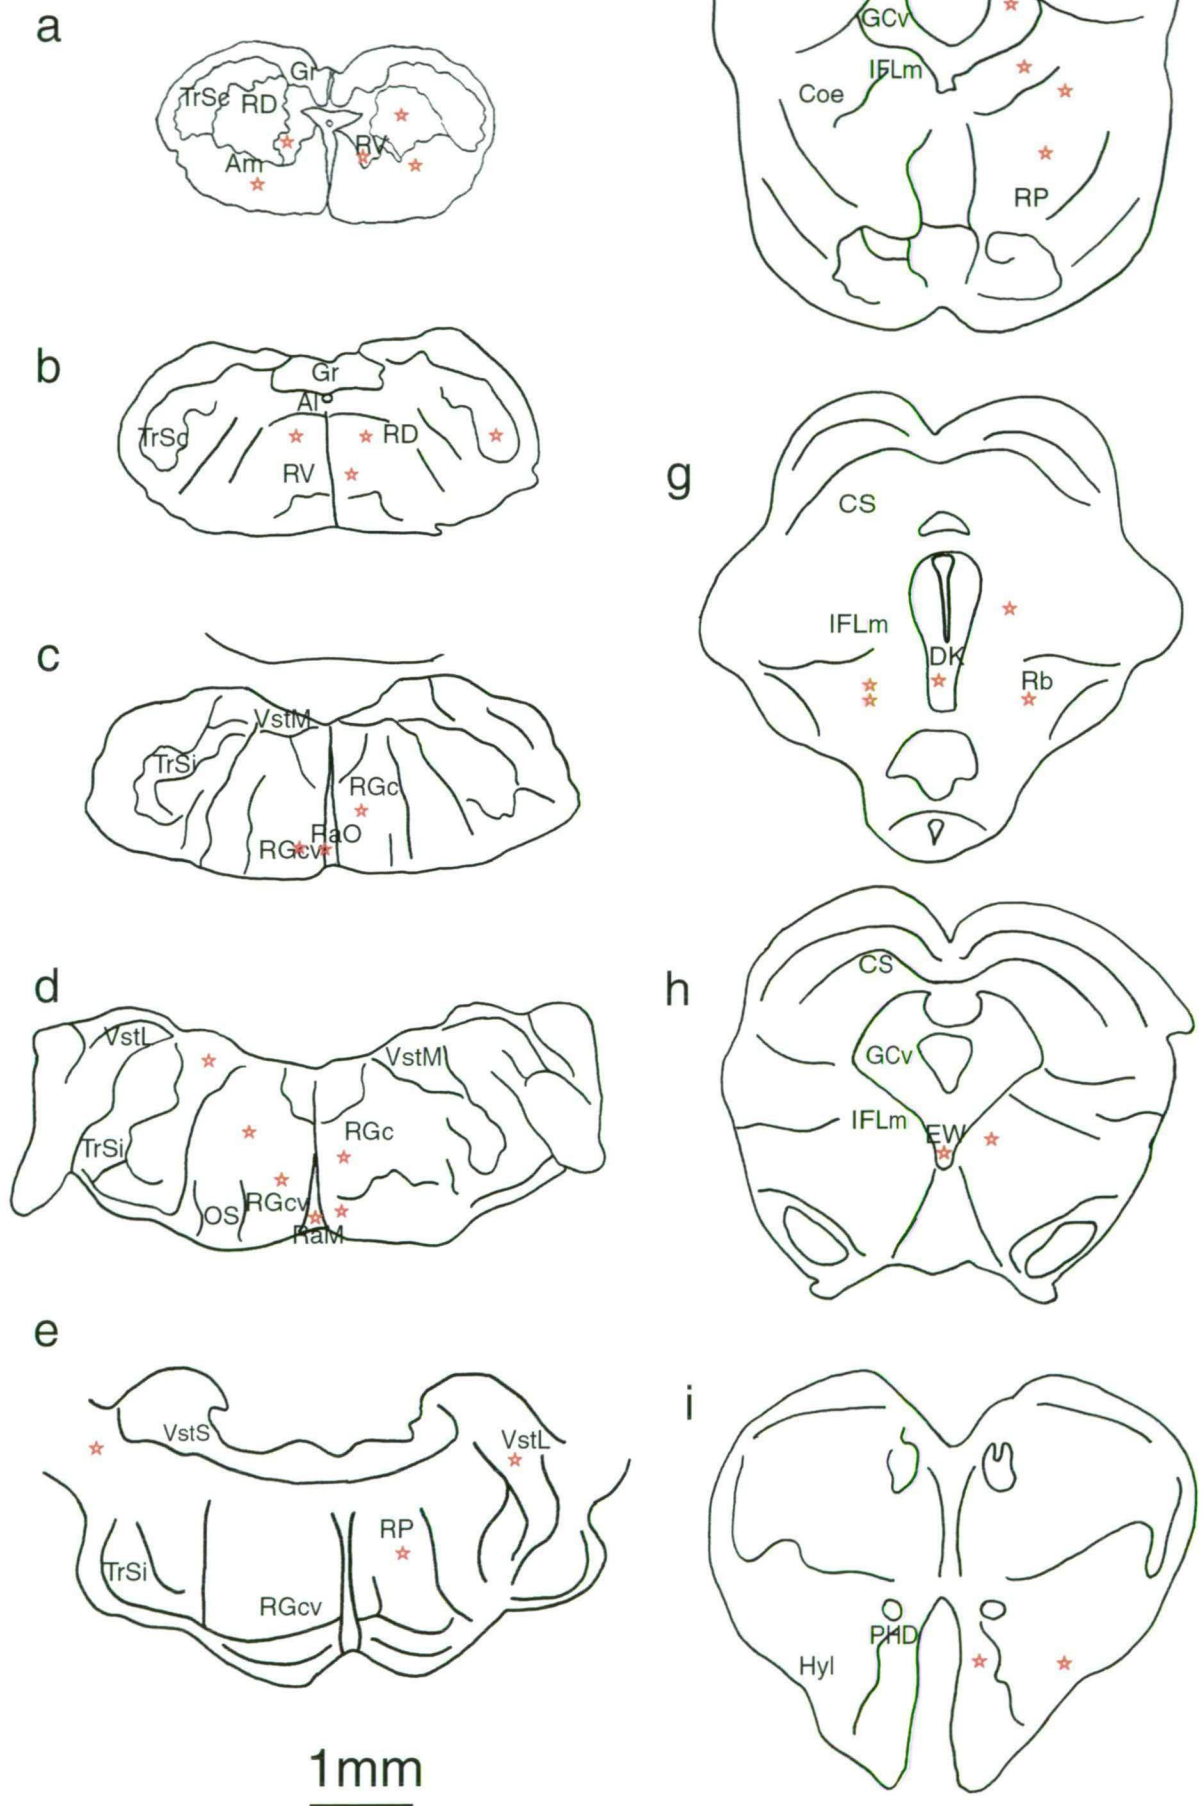 a
Gr
TrSc RD
RV
Am
b
Gr
Al
TrSc
RD
RV
c
VstM
TrSi
RGc
RaO
RGcv
d
VstL
VstM
TrSi
RGc
RGcv
OS
RaM
e
VstS
VstL
RP
TrSi
RGcv
1mm
GCv
IFLm
Coe
RP
g
CS
IFLm
DK
Rb
h
CS
GCv
IFLm
EW
i
PHD
Hyl